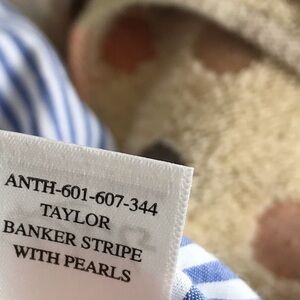 ANTH-601-607-344
TAYLOR
BANKER STRIPE
WITH PEARLS